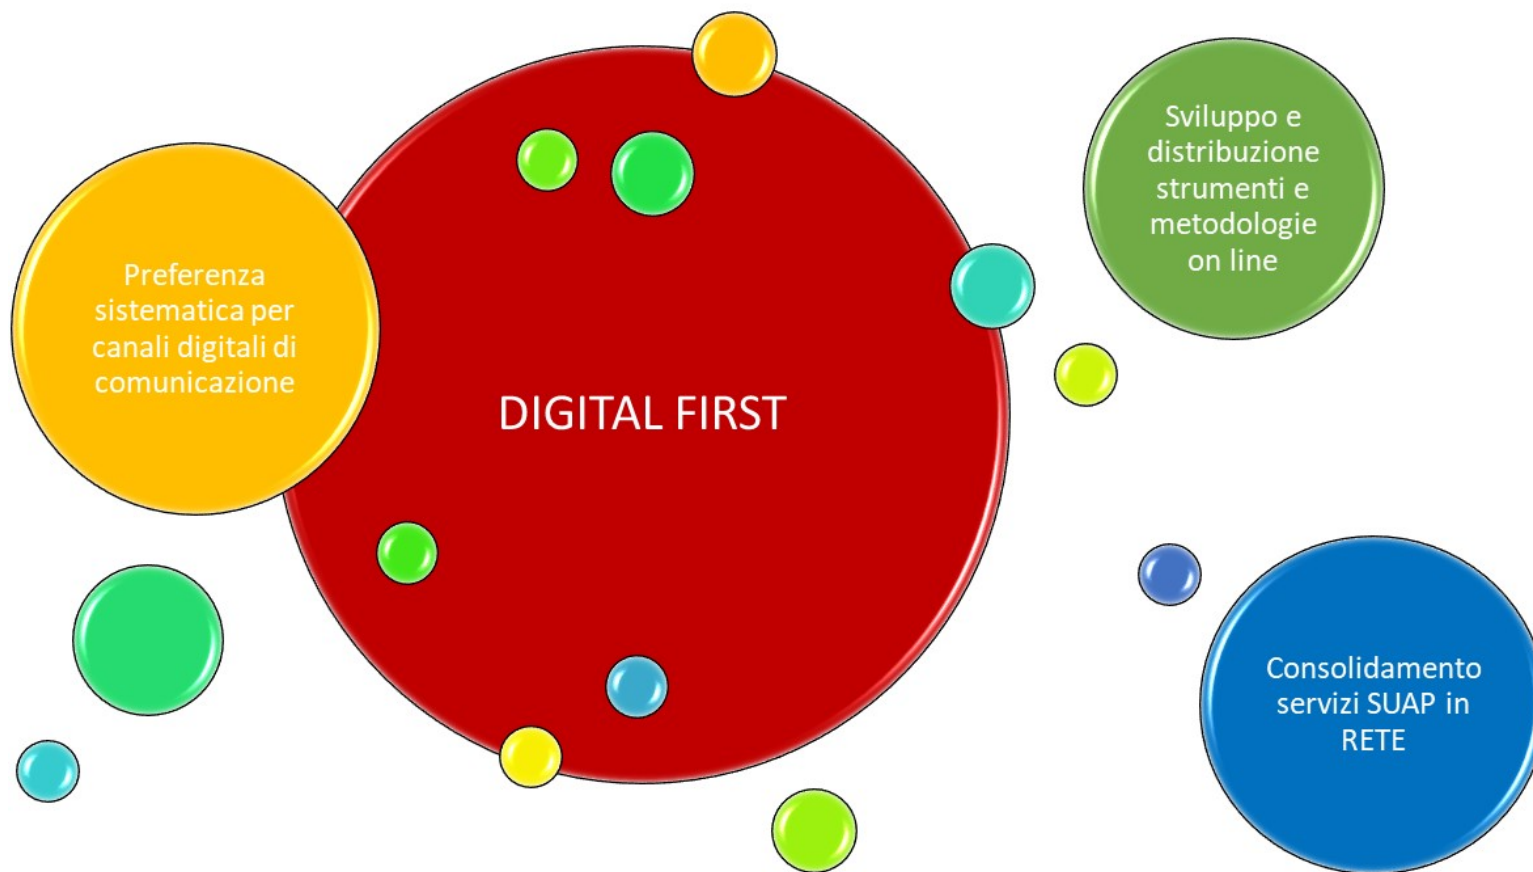 Preferenza
sistematica per
canali digitali di
comunicazione
DIGITAL FIRST
Sviluppo e
distribuzione
strumenti e
metodologie
on line
Consolidamento
servizi SUAP in
RETE